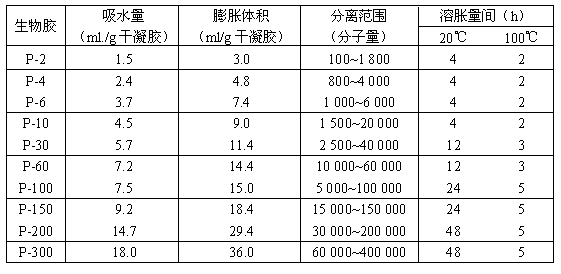 生物胶 吸水量 膨胀体积 分离范围 溶胀量间（h）
（ml/g干凝胶） （ml/g干凝胶） （分子量） 20℃ 100℃
P-2 1.5 3.0 100~1 800 4 2
P-4 2.4 4.8 800~4 000 4 2
P-6 3.7 7.4 1 000~6 000 4 2
P-10 4.5 9.0 1 500~20 000 4 2
P-30 5.7 11.4 2 500~40 000 12 3
P-60 7.2 14.4 10 000~60 000 12 3
P-100 7.5 15.0 5 000~100 000 24 5
P-150 9.2 18.4 15 000~150 000 24 5
P-200 14.7 29.4 30 000~200 000 48 5
P-300 18.0 36.0 60 000~400 000 48 5